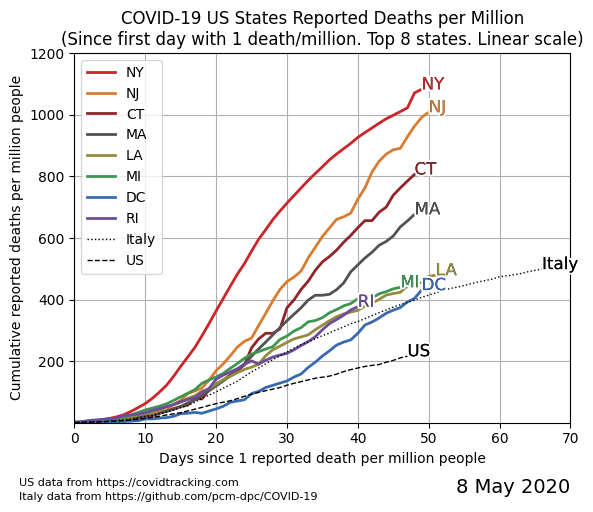 COVID-19 US States Reported Deaths per Million
(Since first day with 1 death/million. Top 8 states. Linear scale)
Cumulative reported deaths per million people
1200
1000
800
600
400
200
NY
NJ
CT
MA
LA
MI
DC
RI
Italy
US
NY
NJ
CT
MA
LA
MI
DC
RI
Italy
US
0 10 20 30 40 50 60 70
Days since 1 reported death per million people
US data from https://covidtracking.com
Italy data from https://github.com/pcm-dpc/COVID-19
8 May 2020